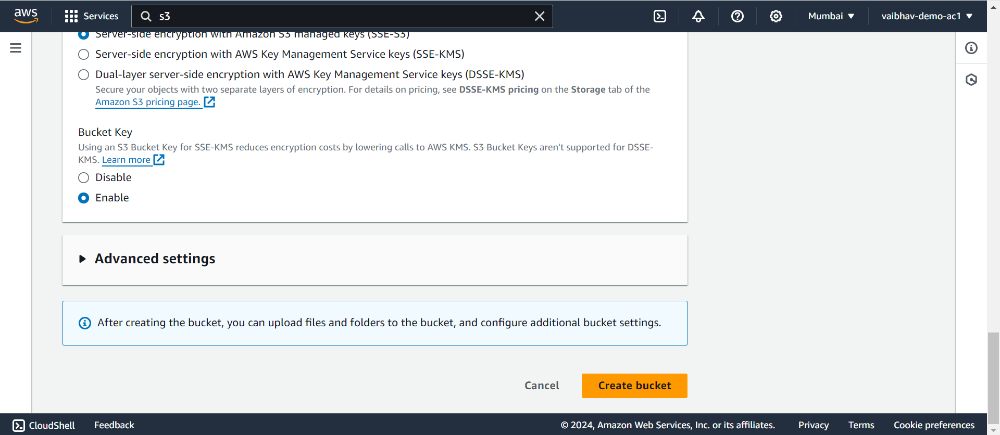 aws Services s3 Mumbai vaibhav-demo-ac1
Server-side encryption with Amazon S3 managed keys (SSE-S3)
Server-side encryption with AWS Key Management Service keys (SSE-KMS)
Dual-layer server-side encryption with AWS Key Management Service keys (DSSE-KMS)
Secure your objects with two separate layers of encryption. For details on pricing, see DSSE-KMS pricing on the Storage tab of the
Amazon S3 pricing page.
Bucket Key
Using an S3 Bucket Key for SSE-KMS reduces encryption costs by lowering calls to AWS KMS. S3 Bucket Keys aren't supported for DSSE-
KMS. Learn more
Disable
Enable
Advanced settings
After creating the bucket, you can upload files and folders to the bucket, and configure additional bucket settings.
Cancel Create bucket
CloudShell Feedback © 2024, Amazon Web Services, Inc. or its affiliates. Privacy Terms Cookie preferences